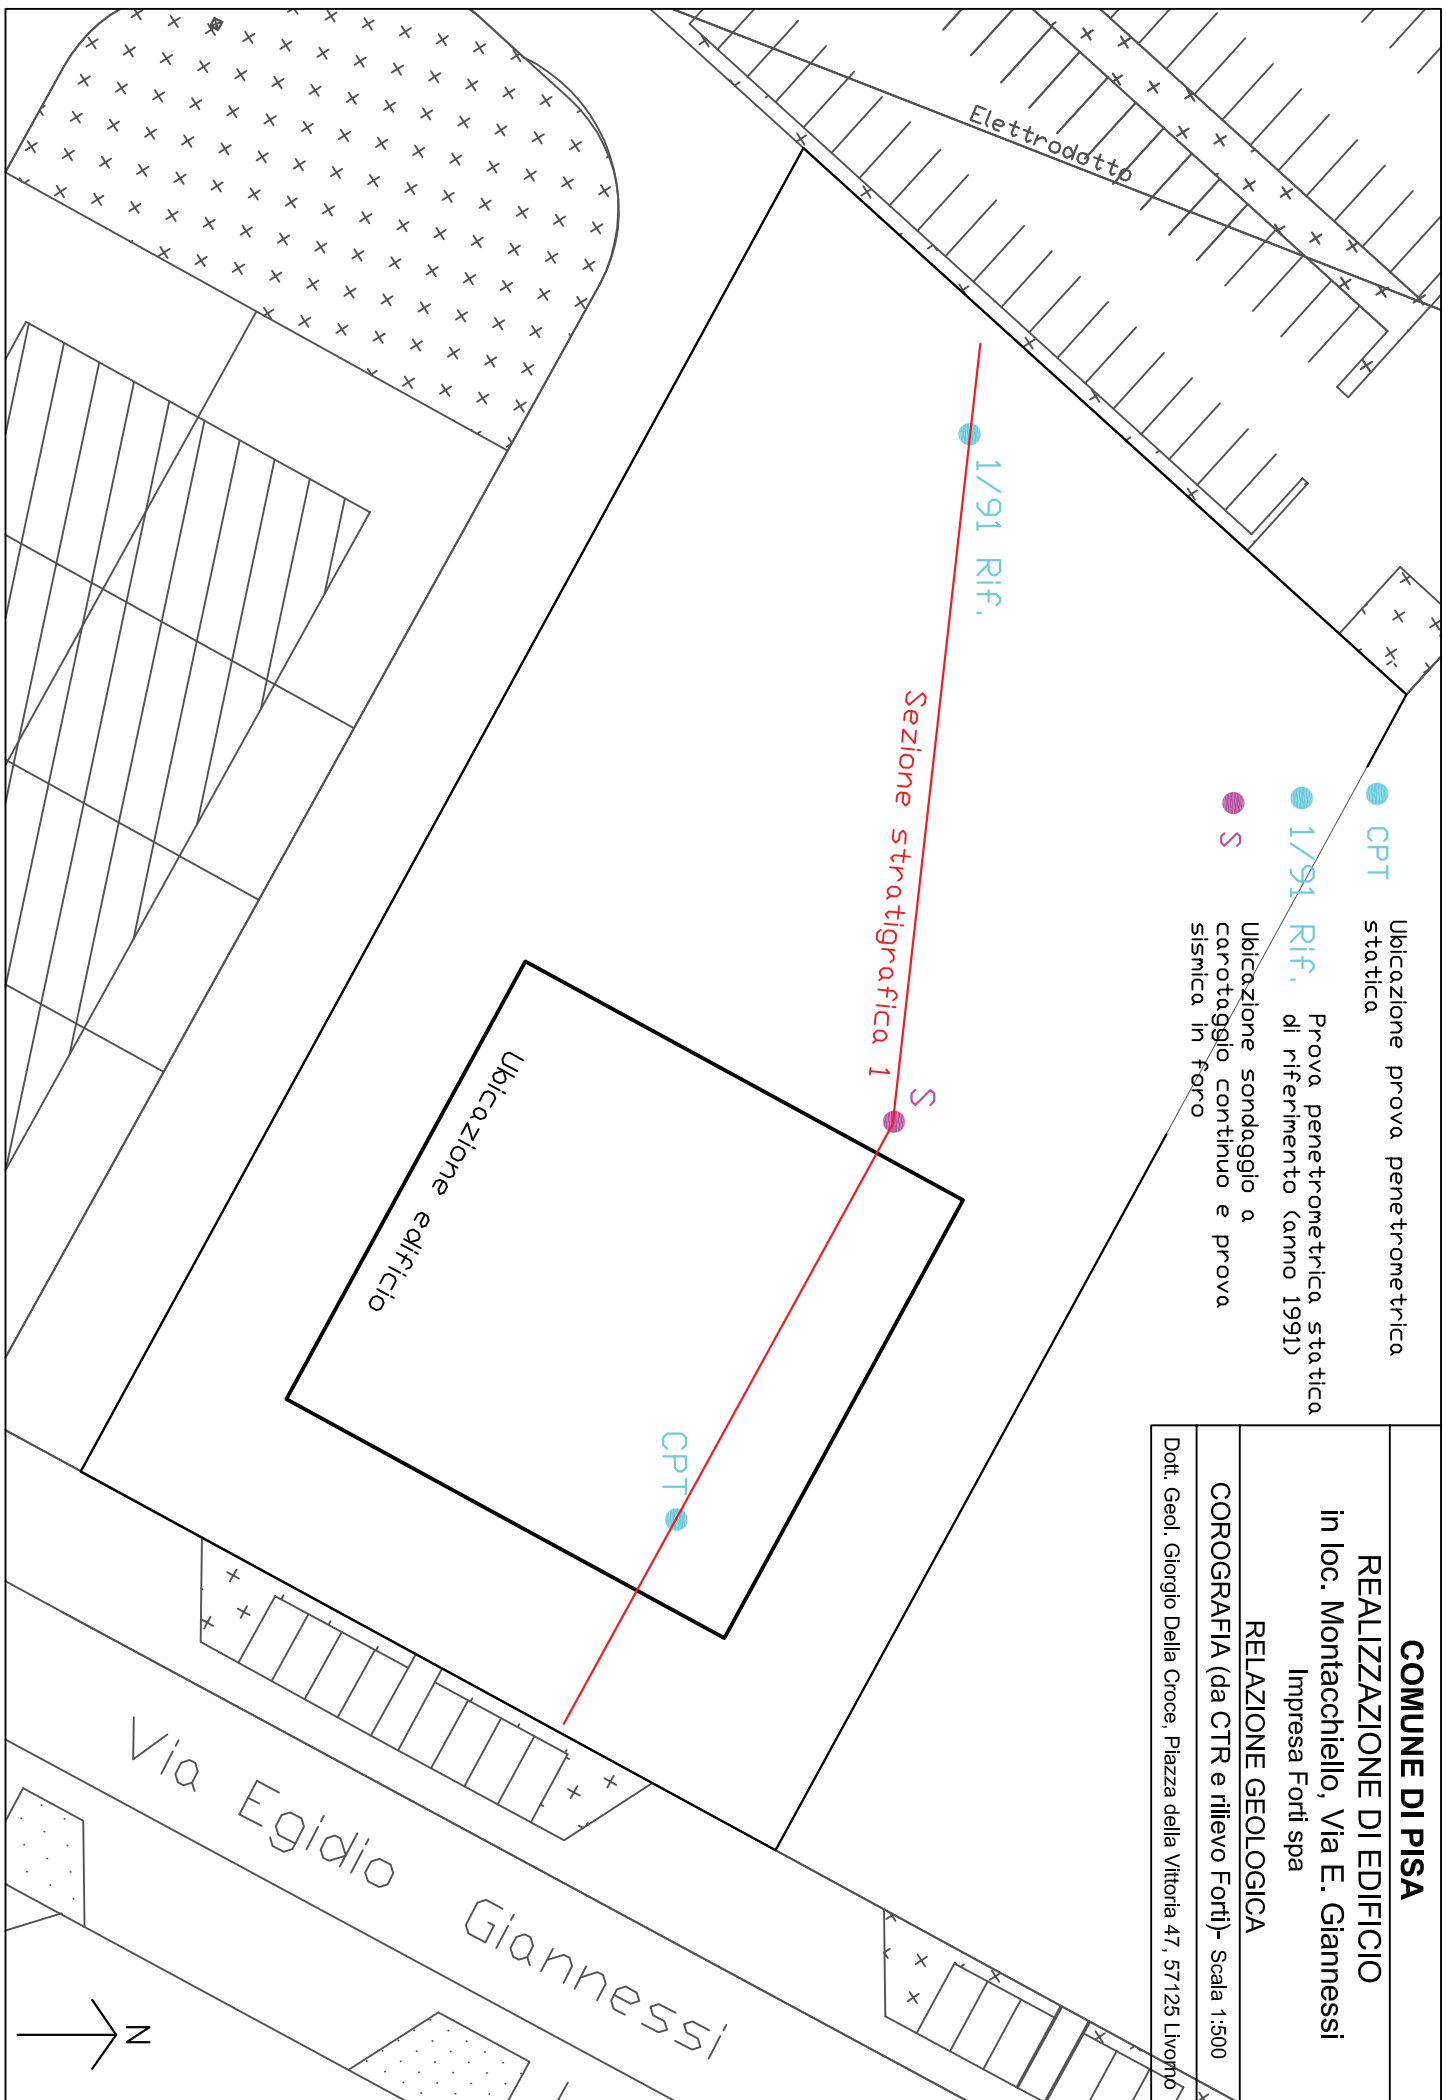 COMUNE DI PISA
REALIZZAZIONE DI EDIFICIO
in loc. Montacchiello, Via E. Giannessi
Impresa Forti spa
RELAZIONE GEOLOGICA
COROGRAFIA (da CTR e rilievo Forti)- Scala 1:500
Dott. Geol. Giorgio Della Croce, Piazza della Vittoria 47, 57125 Livorno
CPT
Ubicazione prova penetrometrica
statica
1/91 Rif.
Prova penetrometrica statica
di riferimento (anno 1991)
S
Ubicazione sondaggio a
carotaggio continuo e prova
sismica in foro
Elettrodotto
1/91 Rif.
Sezione stratigrafica 1
S
Ubicazione edificio
CPT
Via Egidio Giannessi
N